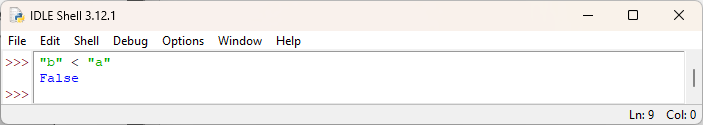 IDLE Shell 3.12.1
File Edit Shell Debug Options Window Help
>>> "b" < "a"
False
>>>
Ln: 9 Col: 0